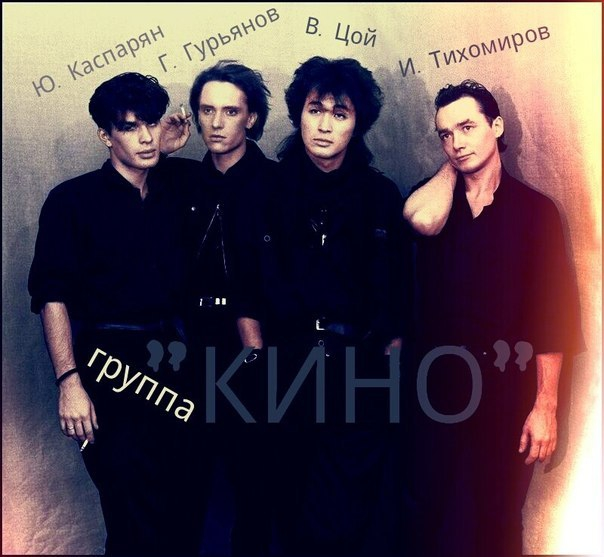 Ю. Каспарян
Г. Гурьянов
В. Цой
И. Тихомиров
группа
"КИНО"